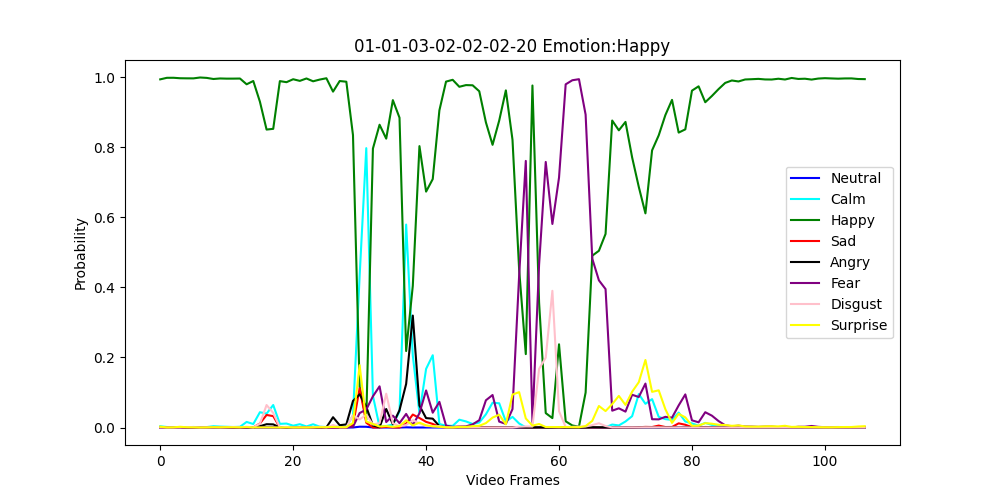 01-01-03-02-02-02-20 Emotion:Happy
Probability
1.0
0.8
0.6
0.4
0.2
0.0
0
20
40
60
80
100
Video Frames
Neutral
Calm
Happy
Sad
Angry
Fear
Disgust
Surprise